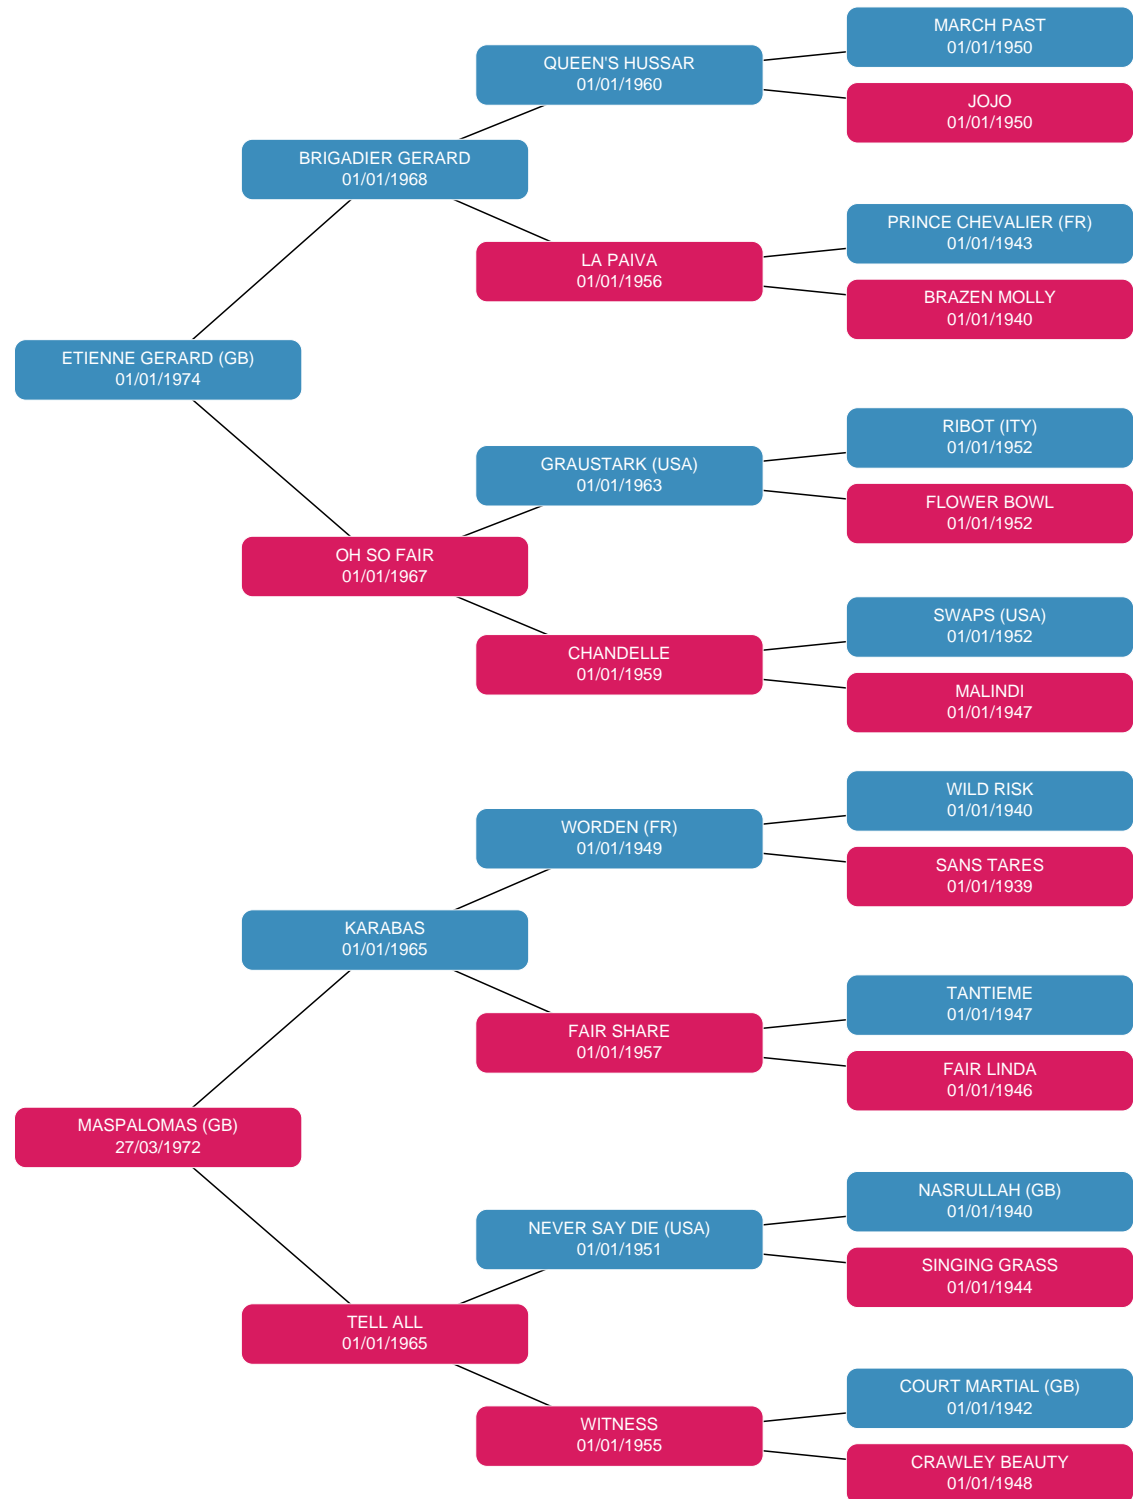 MARCH PAST
01/01/1950
QUEEN'S HUSSAR
01/01/1960
JOJO
01/01/1950
BRIGADIER GERARD
01/01/1968
PRINCE CHEVALIER (FR)
01/01/1943
LA PAIVA
01/01/1956
BRAZEN MOLLY
01/01/1940
ETIENNE GERARD (GB)
01/01/1974
RIBOT (ITY)
01/01/1952
GRAUSTARK (USA)
01/01/1963
FLOWER BOWL
01/01/1952
OH SO FAIR
01/01/1967
SWAPS (USA)
01/01/1952
CHANDELLE
01/01/1959
MALINDI
01/01/1947
WILD RISK
01/01/1940
WORDEN (FR)
01/01/1949
SANS TARES
01/01/1939
KARABAS
01/01/1965
TANTIEME
01/01/1947
FAIR SHARE
01/01/1957
FAIR LINDA
01/01/1946
MASPALOMAS (GB)
27/03/1972
NASRULLAH (GB)
01/01/1940
NEVER SAY DIE (USA)
01/01/1951
SINGING GRASS
01/01/1944
TELL ALL
01/01/1965
COURT MARTIAL (GB)
01/01/1942
WITNESS
01/01/1955
CRAWLEY BEAUTY
01/01/1948